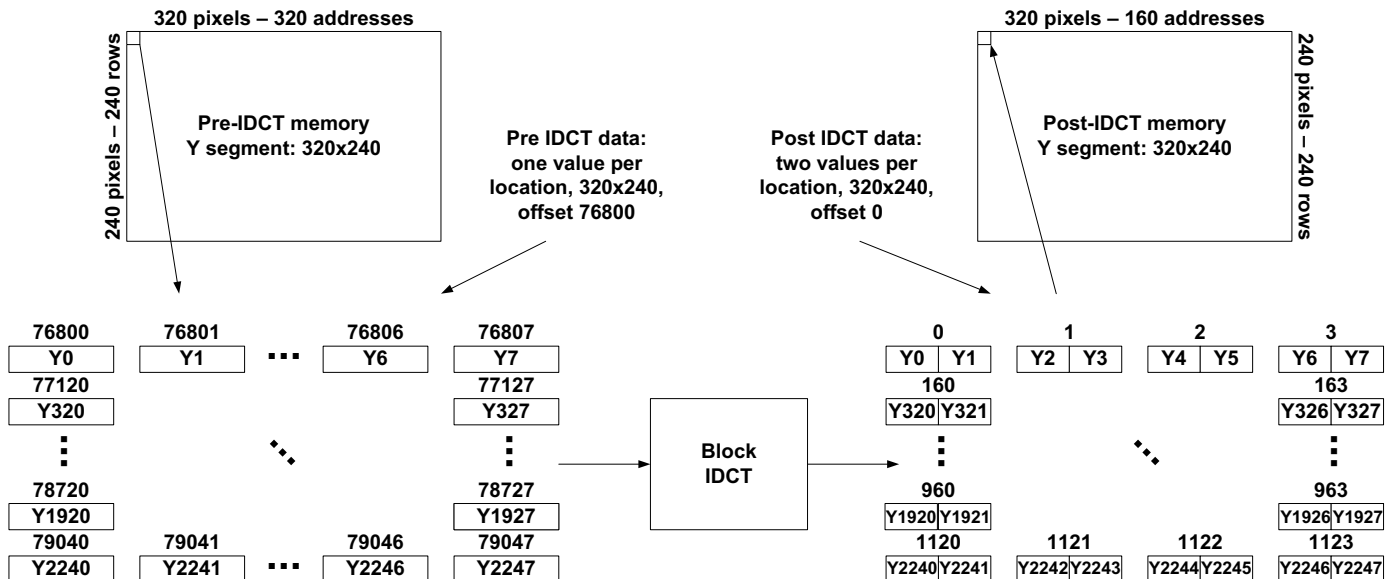 320 pixels – 320 addresses
240 pixels – 240 rows
Pre-IDCT memory
Y segment: 320x240
Pre IDCT data:
one value per
location, 320x240,
offset 76800
Post IDCT data:
two values per
location, 320x240,
offset 0
320 pixels – 160 addresses
240 pixels – 240 rows
Post-IDCT memory
Y segment: 320x240
76800 76801 76806 76807
Y0 Y1 ... Y6 Y7
77120 77127
Y320 Y327
78720 78727
Y1920 Y1927
79040 79041 79046 79047
Y2240 Y2241 ... Y2246 Y2247
Block
IDCT
0 1 2 3
Y0 Y1 Y2 Y3 Y4 Y5 Y6 Y7
160 163
Y320 Y321 Y326 Y327
960 963
Y1920 Y1921 Y1926 Y1927
1120 1121 1122 1123
Y2240 Y2241 Y2242 Y2243 Y2244 Y2245 Y2246 Y2247